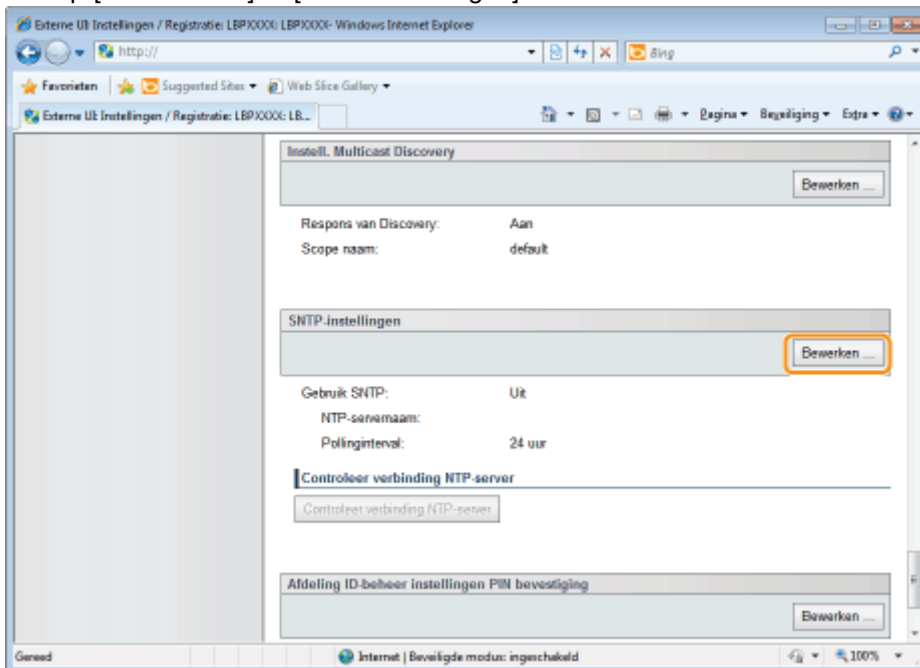 Externe UI: Instellingen / Registratie: LBPXXXX: LBPXXXX- Windows Internet Explorer
http://
Bing
Favorieten Suggested Sites Web Slice Gallery
Externe UI: Instellingen / Registratie: LBPXXXX: LB...
Pagina Beveiliging Extra
Instell. Multicast Discovery
Bewerken ...
Respons van Discovery: Aan
Scope naam: default
SNTP-instellingen
Bewerken ...
Gebruik SNTP: Uit
NTP-servernaam:
Pollinginterval: 24 uur
Controleer verbinding NTP-server
Controleer verbinding NTP-server
Afdeling ID-beheer instellingen PIN bevestiging
Bewerken ...
Gereed Internet | Beveiligde modus: ingeschakeld 100%